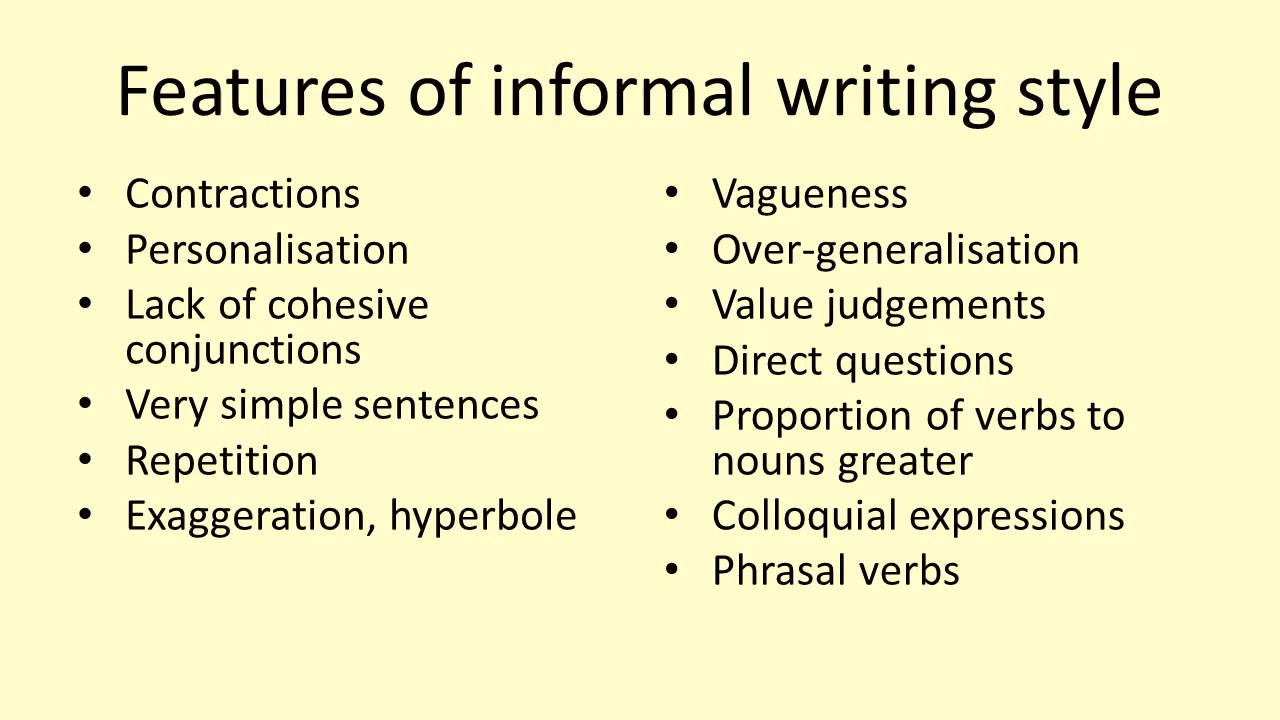 Features of informal writing style
• Contractions
• Personalisation
• Lack of cohesive
conjunctions
• Very simple sentences
• Repetition
• Exaggeration, hyperbole
• Vagueness
• Over-generalisation
• Value judgements
• Direct questions
• Proportion of verbs to
nouns greater
• Colloquial expressions
• Phrasal verbs